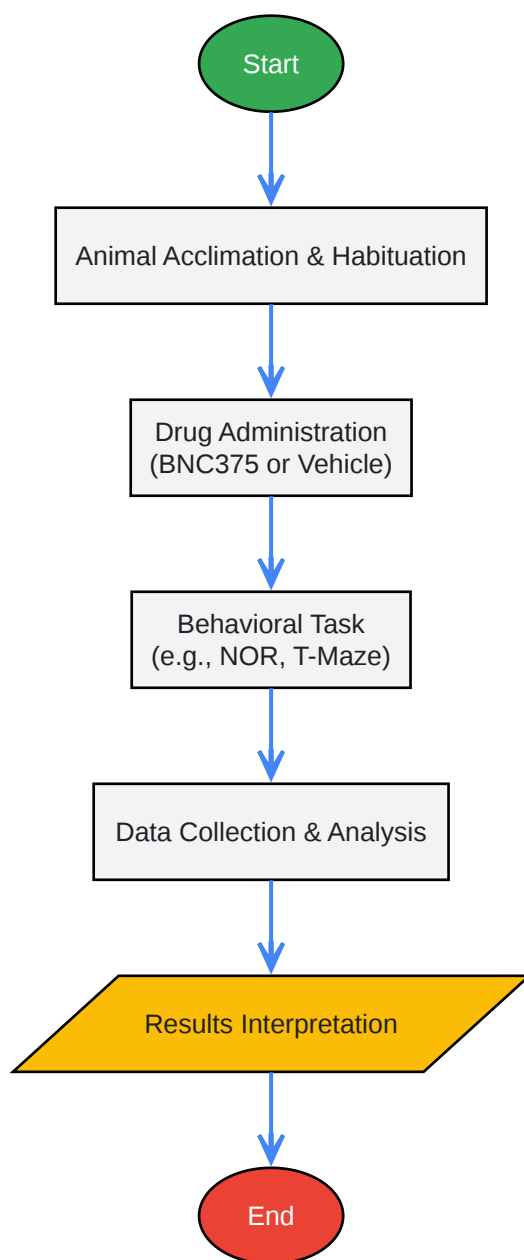 Start
Animal Acclimation & Habituation
Drug Administration
(BNC375 or Vehicle)
Behavioral Task
(e.g., NOR, T-Maze)
Data Collection & Analysis
Results Interpretation
End